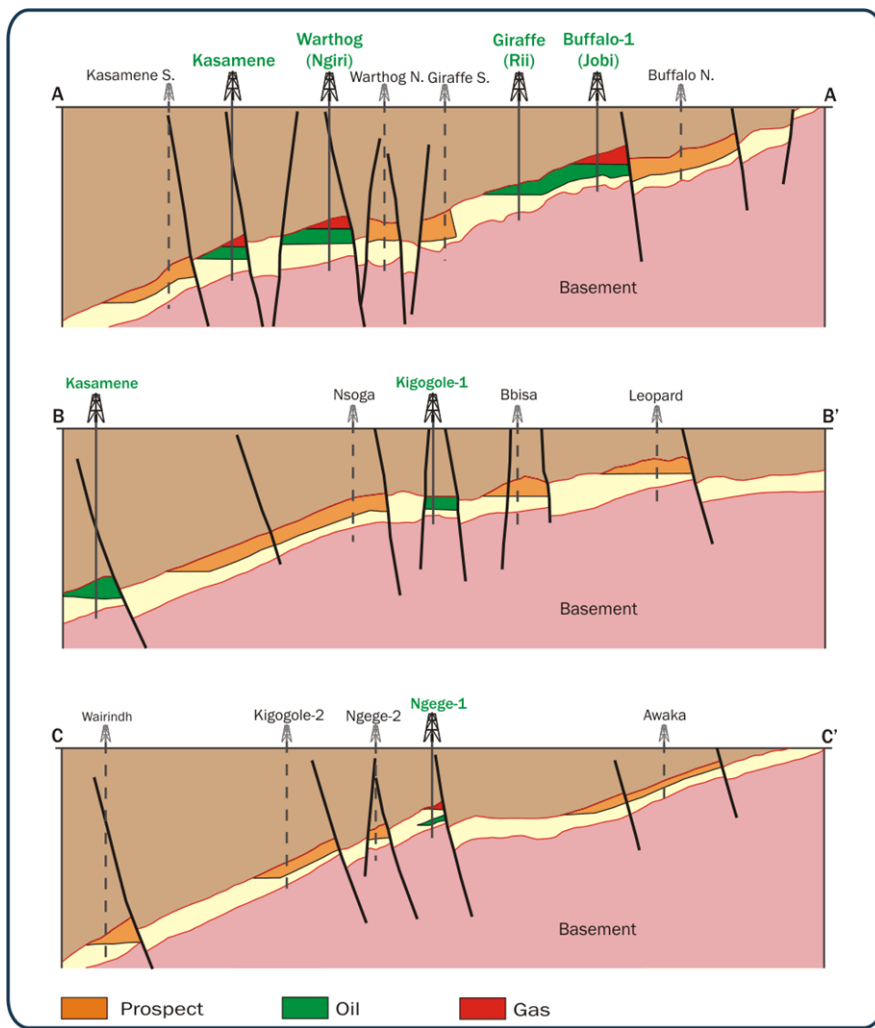 Warthog Giraffe Buffalo-1
Kasamene S. Kasamene (Ngiri) Warthog N. Giraffe S. (Rii) (Jobi) Buffalo N.
A A
Basement
Kasamene Nsoga Kigogole-1 Bbisa Leopard
B B’
Basement
Wairindh Kigogole-2 Ngege-2 Ngege-1 Awaka
C C’
Basement
Prospect Oil Gas